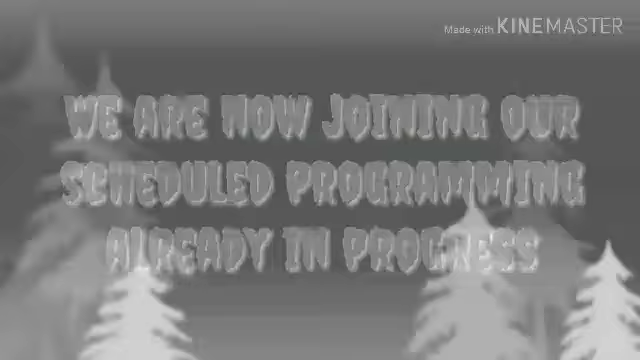 Made with KINEMASTER
WE ARE NOW JOINING OUR
SCHEDULED PROGRAMMING
ALREADY IN PROGRESS